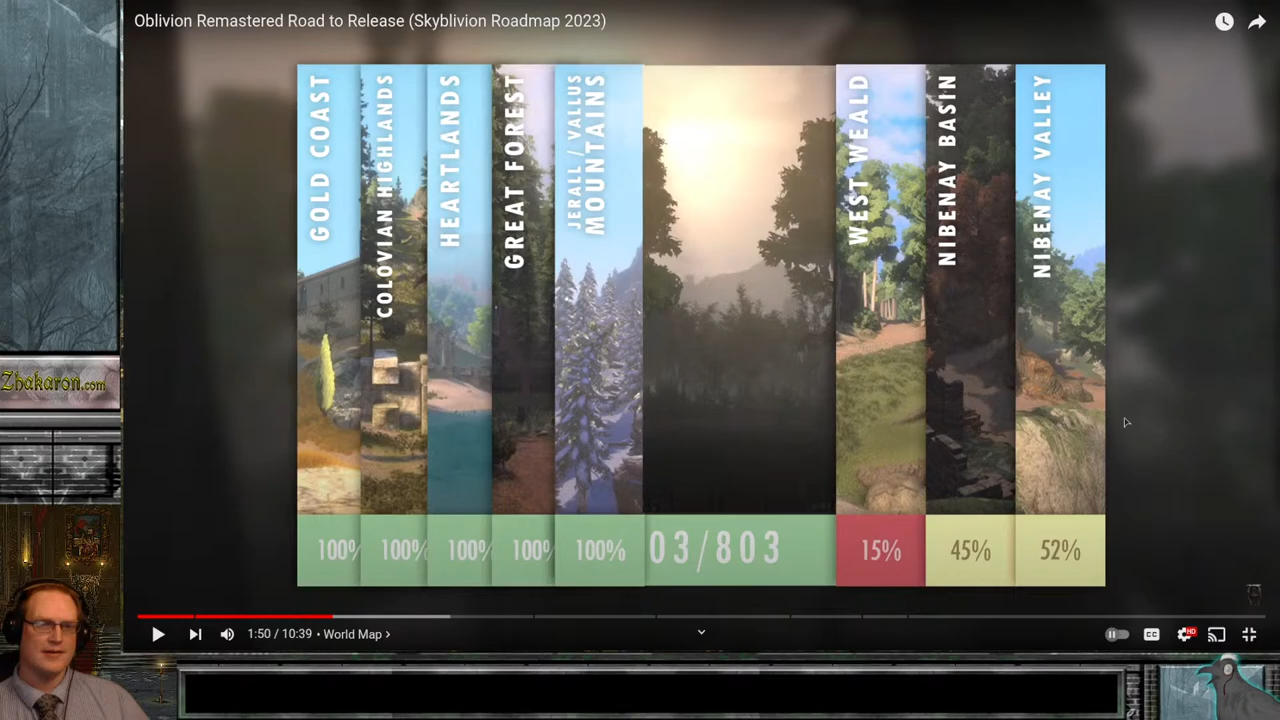 Oblivion Remastered Road to Release (Skyblivion Roadmap 2023)
GOLD COAST
COLOVIAN HIGHLANDS
HEARTLANDS
GREAT FOREST
JERALL / VALLUS
MOUNTAINS
WEST WEALD
NIBENAY BASIN
NIBENAY VALLEY
Zhakaron.com
100%
100%
100%
100%
100%
03/803
15%
45%
52%
1:50 / 10:39 • World Map ›
CC
HD